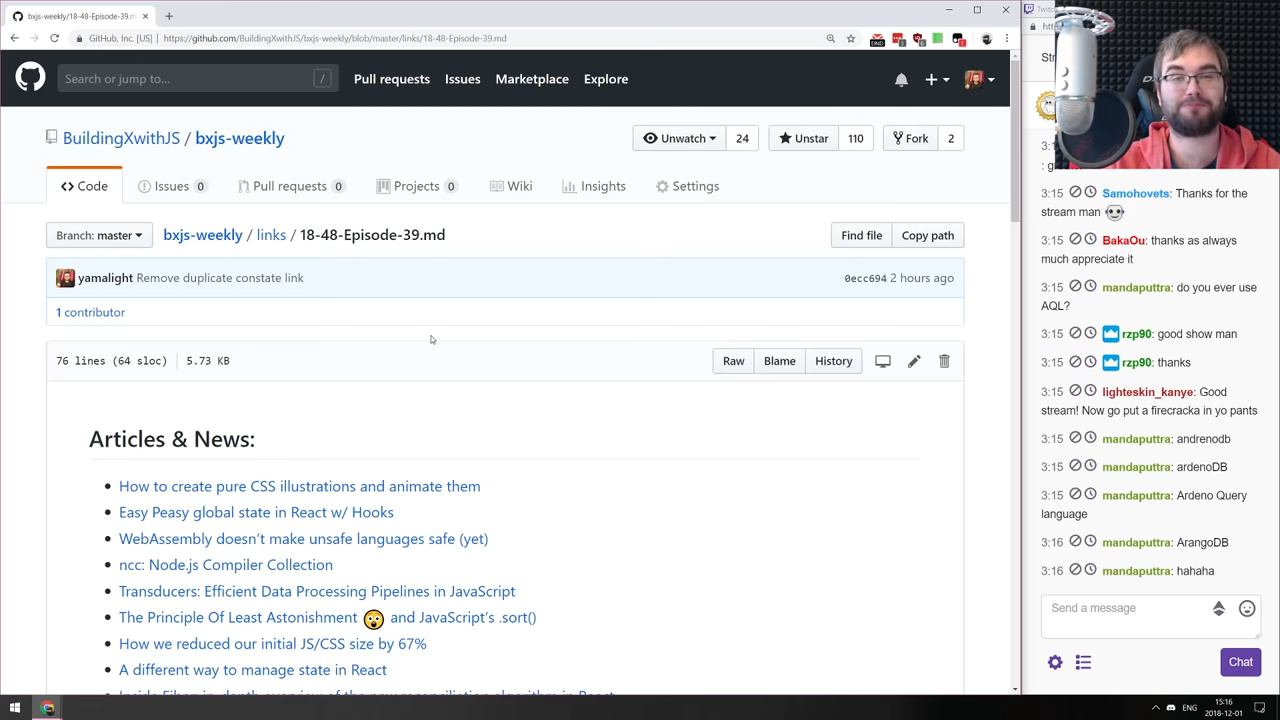 bxjs-weekly/18-48-Episode-39.md
GitHub, Inc. [US] | https://github.com/BuildingXwithJS/bxjs-weekly/blob/master/links/18-48-Episode-39.md
Search or jump to...
/
Pull requests
Issues
Marketplace
Explore
BuildingXwithJS / bxjs-weekly
Unwatch 24
Unstar 110
Fork 2
Code
Issues 0
Pull requests 0
Projects 0
Wiki
Insights
Settings
Branch: master
bxjs-weekly / links / 18-48-Episode-39.md
Find file
Copy path
yamalight Remove duplicate constate link
0ecc694 2 hours ago
1 contributor
76 lines (64 sloc) 5.73 KB
Raw
Blame
History
Articles & News:
How to create pure CSS illustrations and animate them
Easy Peasy global state in React w/ Hooks
WebAssembly doesn't make unsafe languages safe (yet)
ncc: Node.js Compiler Collection
Transducers: Efficient Data Processing Pipelines in JavaScript
The Principle Of Least Astonishment 😲 and JavaScript's .sort()
How we reduced our initial JS/CSS size by 67%
A different way to manage state in React
3:15 Samohovets: Thanks for the
stream man
3:15 BakaOu: thanks as always
much appreciate it
3:15 mandaputtra: do you ever use
AQL?
3:15 rzp90: good show man
3:15 rzp90: thanks
3:15 lighteskin_kanye: Good
stream! Now go put a firecracka in yo pants
3:15 mandaputtra: andrenodb
3:15 mandaputtra: ardenoDB
3:15 mandaputtra: Ardeno Query
language
3:16 mandaputtra: ArangoDB
3:16 mandaputtra: hahaha
Send a message
Chat
ENG
15:16
2018-12-01